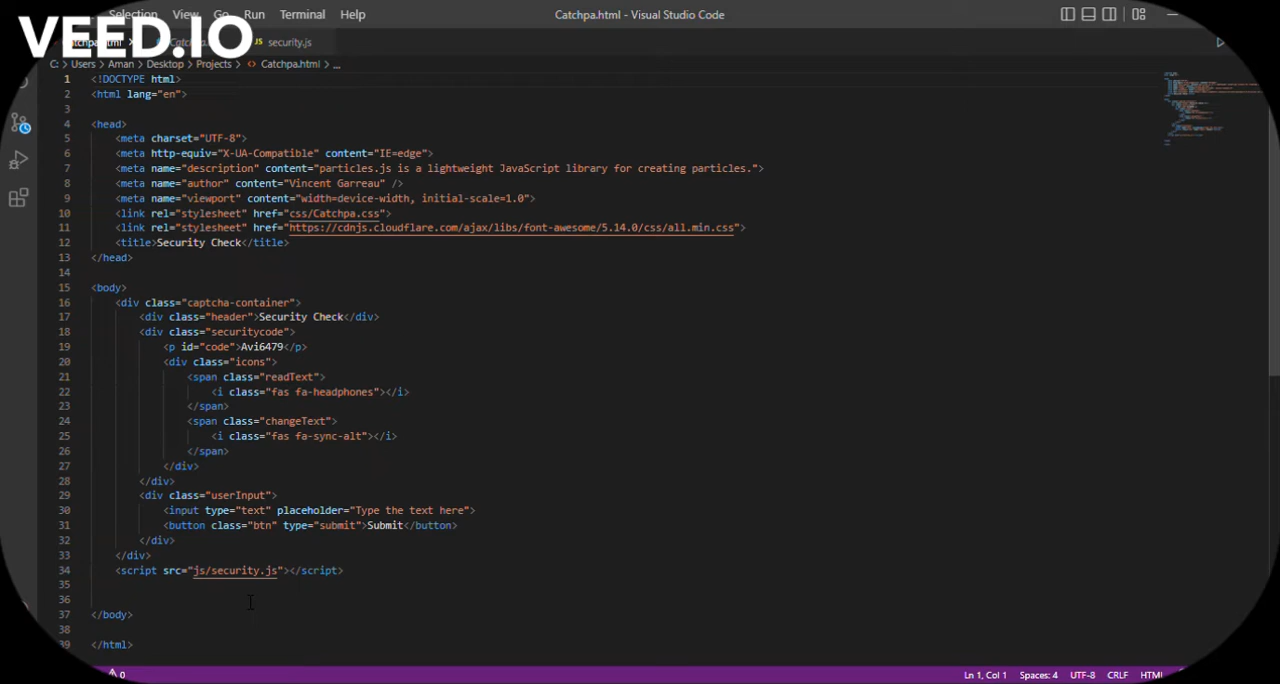 Selection View Go Run Terminal Help Catchpa.html - Visual Studio Code
VEED.IO
Catchpa.html security.js
C: > Users > Aman > Desktop > Projects > <> Catchpa.html > ...
1 <!DOCTYPE html>
2 <html lang="en">
3
4 <head>
5 <meta charset="UTF-8">
6 <meta http-equiv="X-UA-Compatible" content="IE=edge">
7 <meta name="description" content="particles.js is a lightweight JavaScript library for creating particles.">
8 <meta name="author" content="Vincent Garreau" />
9 <meta name="viewport" content="width=device-width, initial-scale=1.0">
10 <link rel="stylesheet" href="css/Catchpa.css">
11 <link rel="stylesheet" href="https://cdnjs.cloudflare.com/ajax/libs/font-awesome/5.14.0/css/all.min.css">
12 <title>Security Check</title>
13 </head>
14
15 <body>
16 <div class="captcha-container">
17 <div class="header">Security Check</div>
18 <div class="securitycode">
19 <p id="code">Avi6479</p>
20 <div class="icons">
21 <span class="readText">
22 <i class="fas fa-headphones"></i>
23 </span>
24 <span class="changeText">
25 <i class="fas fa-sync-alt"></i>
26 </span>
27 </div>
28 </div>
29 <div class="userInput">
30 <input type="text" placeholder="Type the text here">
31 <button class="btn" type="submit">Submit</button>
32 </div>
33 </div>
34 <script src="js/security.js"></script>
35
36
37 </body>
38
39 </html>
0 Ln 1, Col 1 Spaces: 4 UTF-8 CRLF HTML